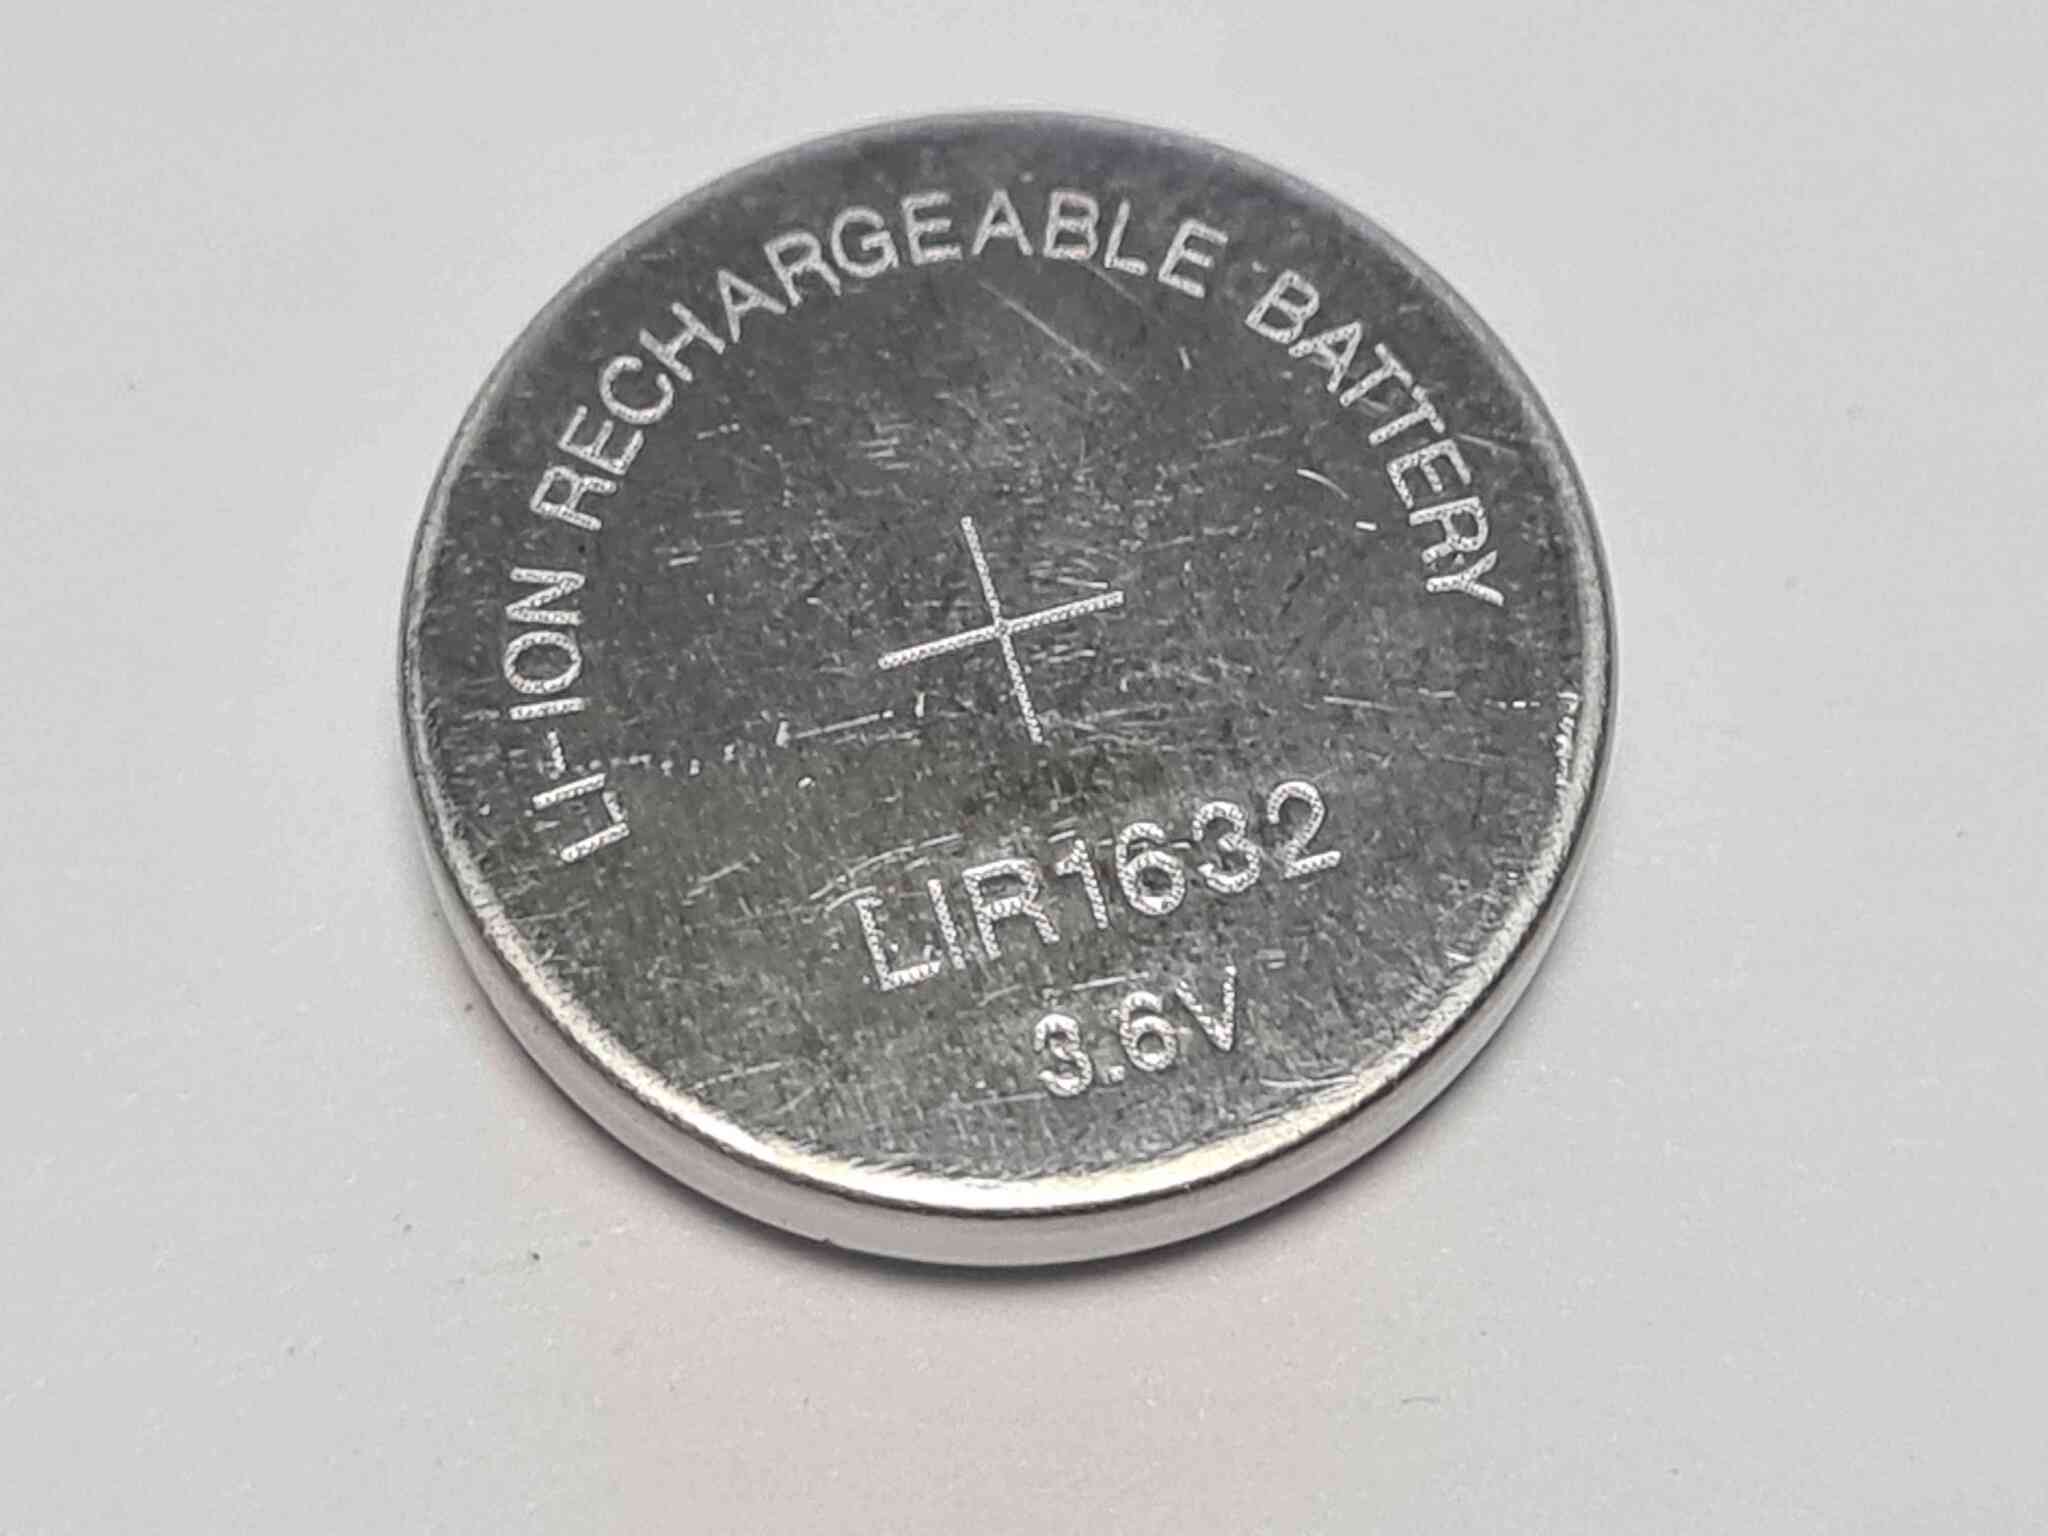 LI-ION RECHARGEABLE BATTERY
+
LIR1632
3.6V